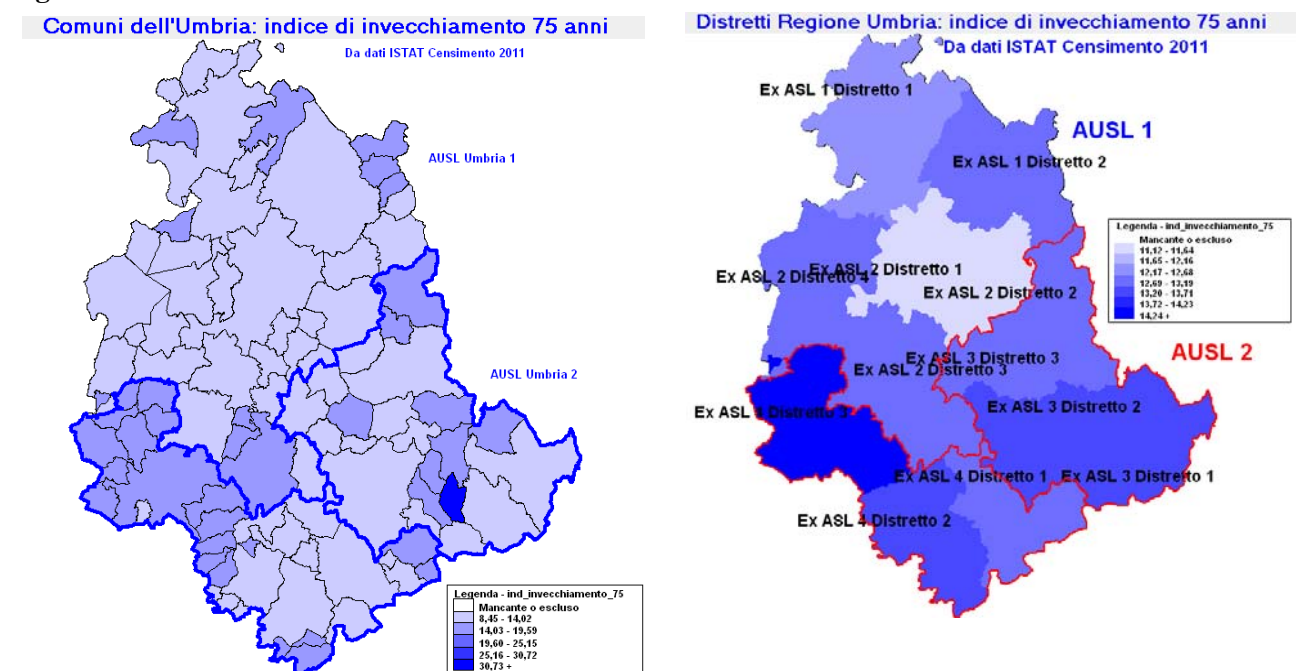 Comuni dell'Umbria: indice di invecchiamento 75 anni
Da dati ISTAT Censimento 2011
AUSL Umbria 1
AUSL Umbria 2
Legenda - ind_invecchiamento_75
Mancante o escluso
8,45 - 14,02
14,03 - 19,59
19,60 - 25,15
25,16 - 30,72
30,73 +
Distretti Regione Umbria: indice di invecchiamento 75 anni
Da dati ISTAT Censimento 2011
Ex ASL 1 Distretto 1
AUSL 1
Ex ASL 1 Distretto 2
Legenda - ind_invecchiamento_75
Mancante o escluso
11,12 - 11,64
11,65 - 12,16
12,17 - 12,68
12,69 - 13,19
13,20 - 13,71
13,72 - 14,23
14,24 +
Ex ASL 2 Distretto 1
Ex ASL 2 Distretto
Ex ASL 2 Distretto 2
AUSL 2
Ex ASL 3 Distretto 3
Ex ASL 2 Distretto 3
Ex ASL Distretto 3
Ex ASL 3 Distretto 2
Ex ASL 4 Distretto 1
Ex ASL 3 Distretto 1
Ex ASL 4 Distretto 2